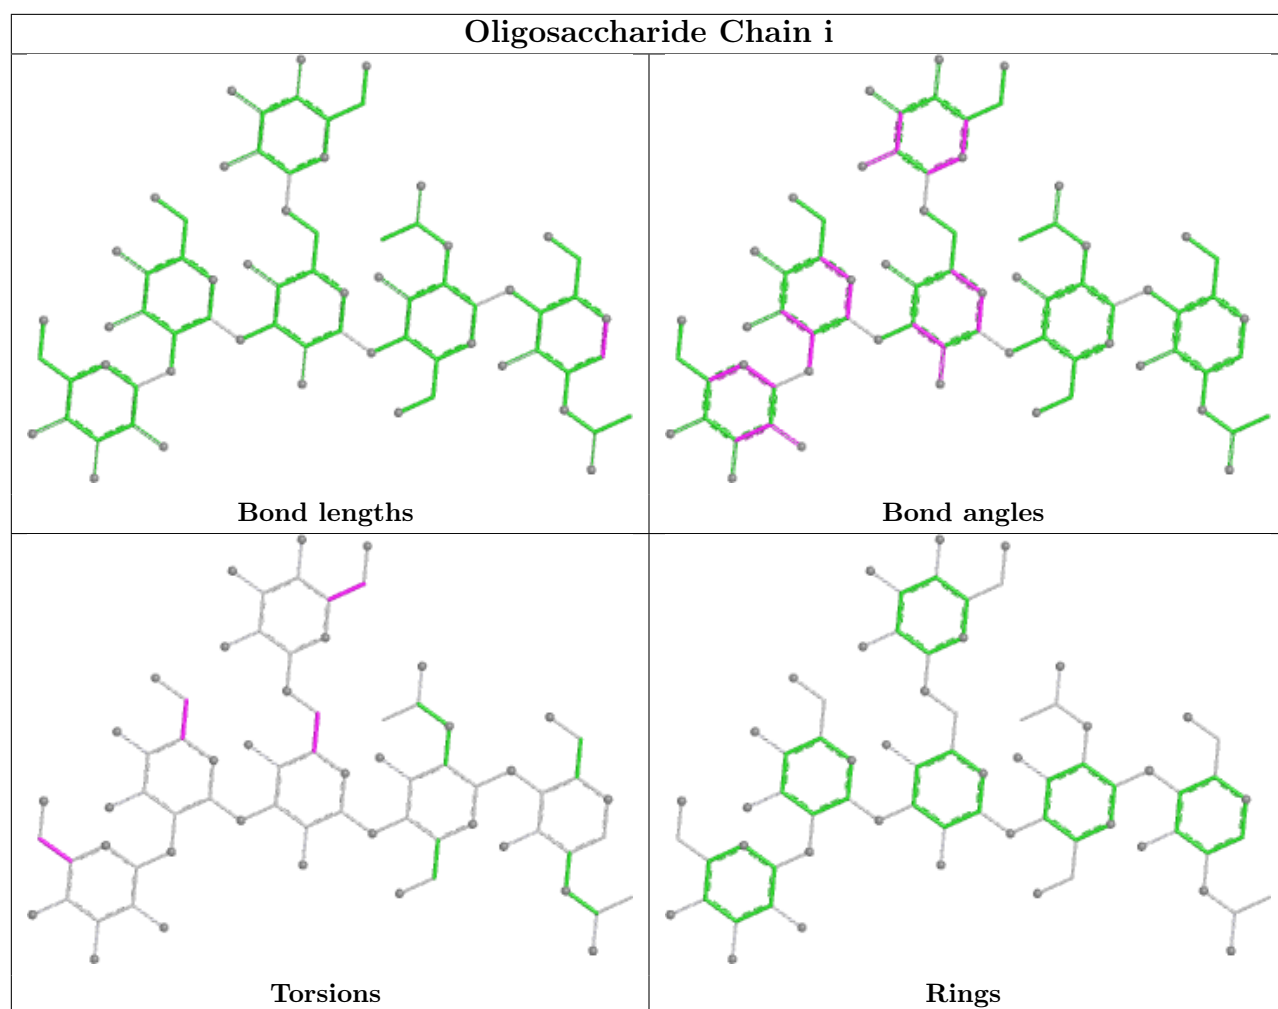 Oligosaccharide Chain i
Bond lengths
Bond angles
Torsions
Rings